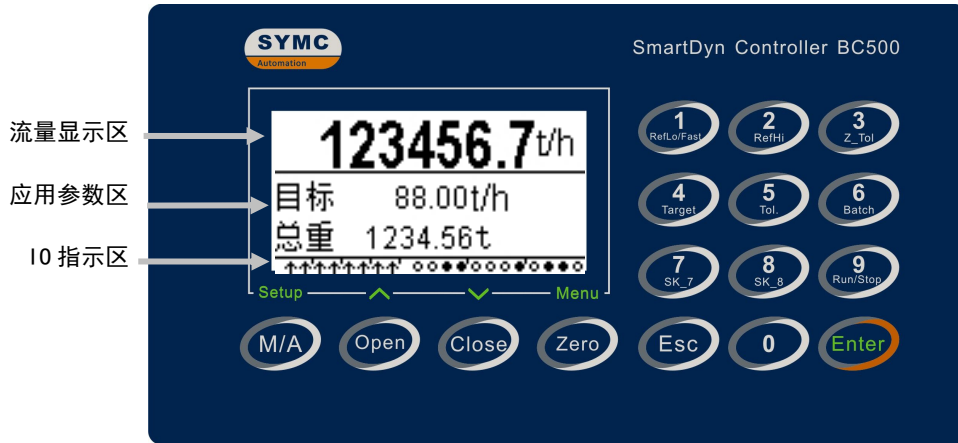 SYMC
Automation
SmartDyn Controller BC500
流量显示区
123456.7t/h
应用参数区
目标 88.00t/h
总重 1234.56t
IO 指示区
Setup
Menu
1
RefLo/Fast
2
RefHi
3
Z_Tol
4
Target
5
Tol.
6
Batch
7
SK_7
8
SK_8
9
Run/Stop
M/A
Open
Close
Zero
Esc
0
Enter